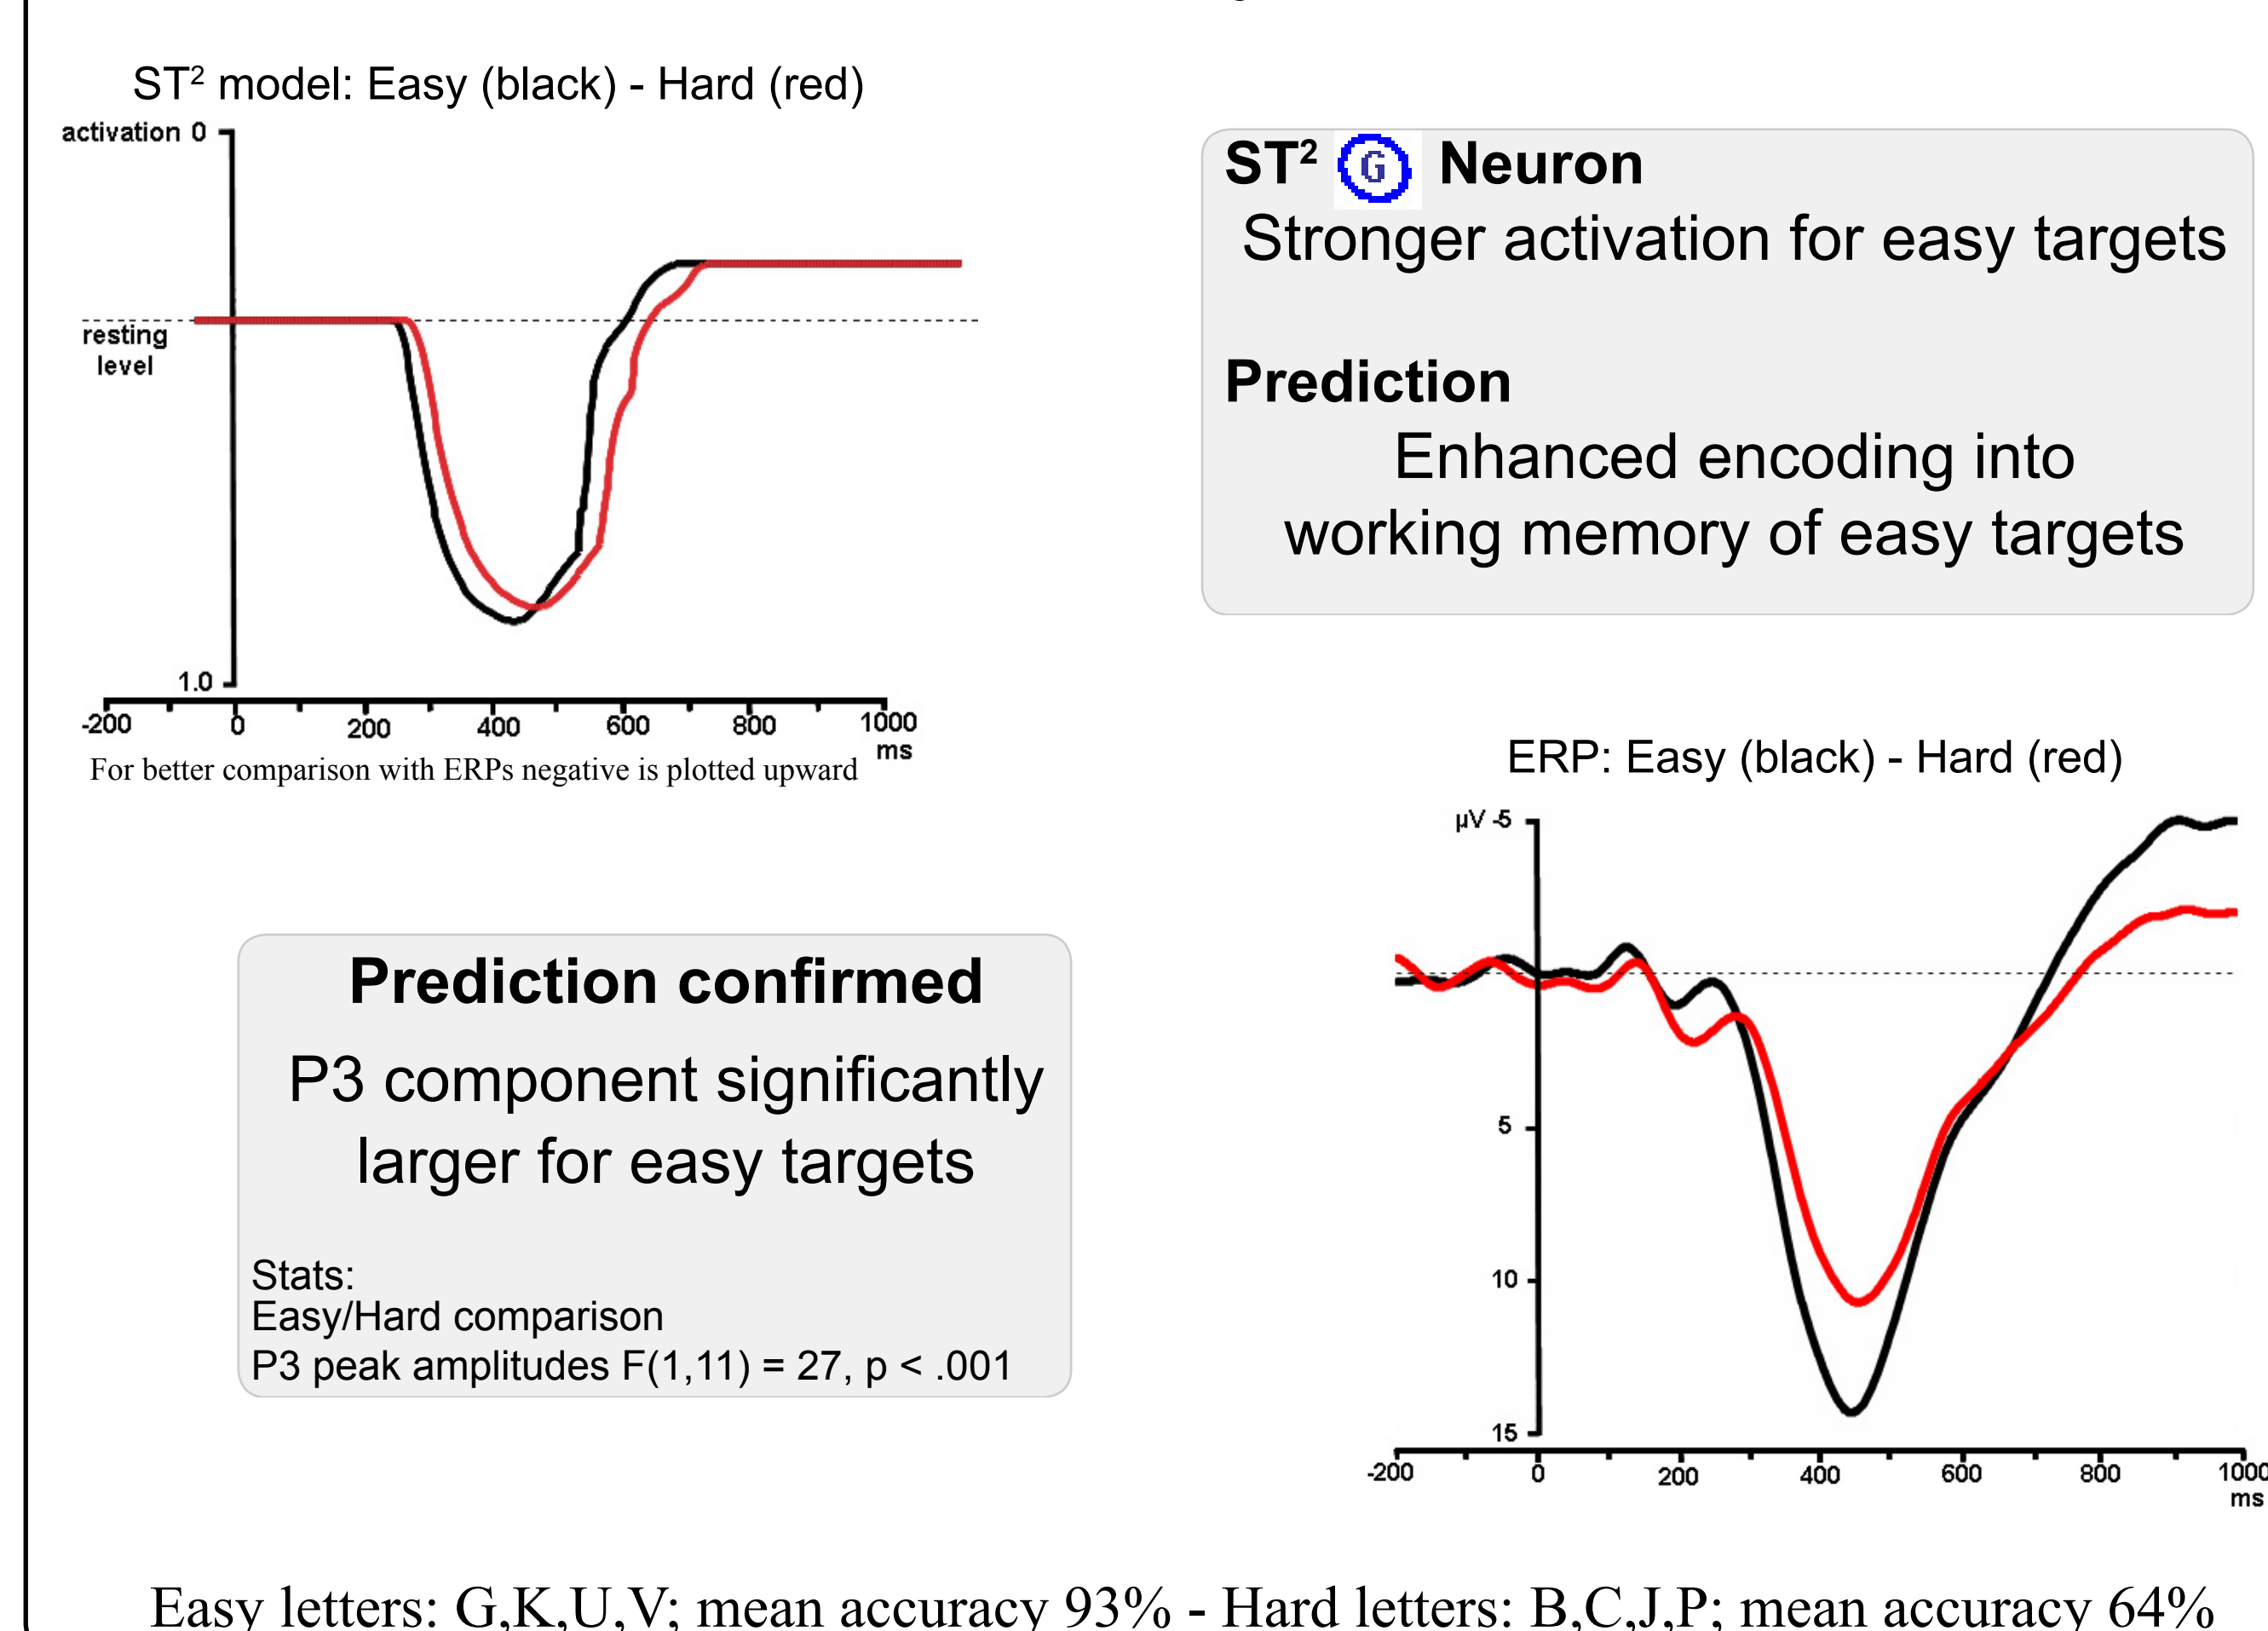 ST² model: Easy (black) - Hard (red)
activation 0
resting
level
1.0
-200 0 200 400 600 800 1000
ms
For better comparison with ERPs negative is plotted upward
ST² G Neuron
Stronger activation for easy targets
Prediction
Enhanced encoding into
working memory of easy targets
ERP: Easy (black) - Hard (red)
µV -5
5
10
15
-200 0 200 400 600 800 1000
ms
Prediction confirmed
P3 component significantly
larger for easy targets
Stats:
Easy/Hard comparison
P3 peak amplitudes F(1,11) = 27, p < .001
Easy letters: G,K,U,V; mean accuracy 93% - Hard letters: B,C,J,P; mean accuracy 64%